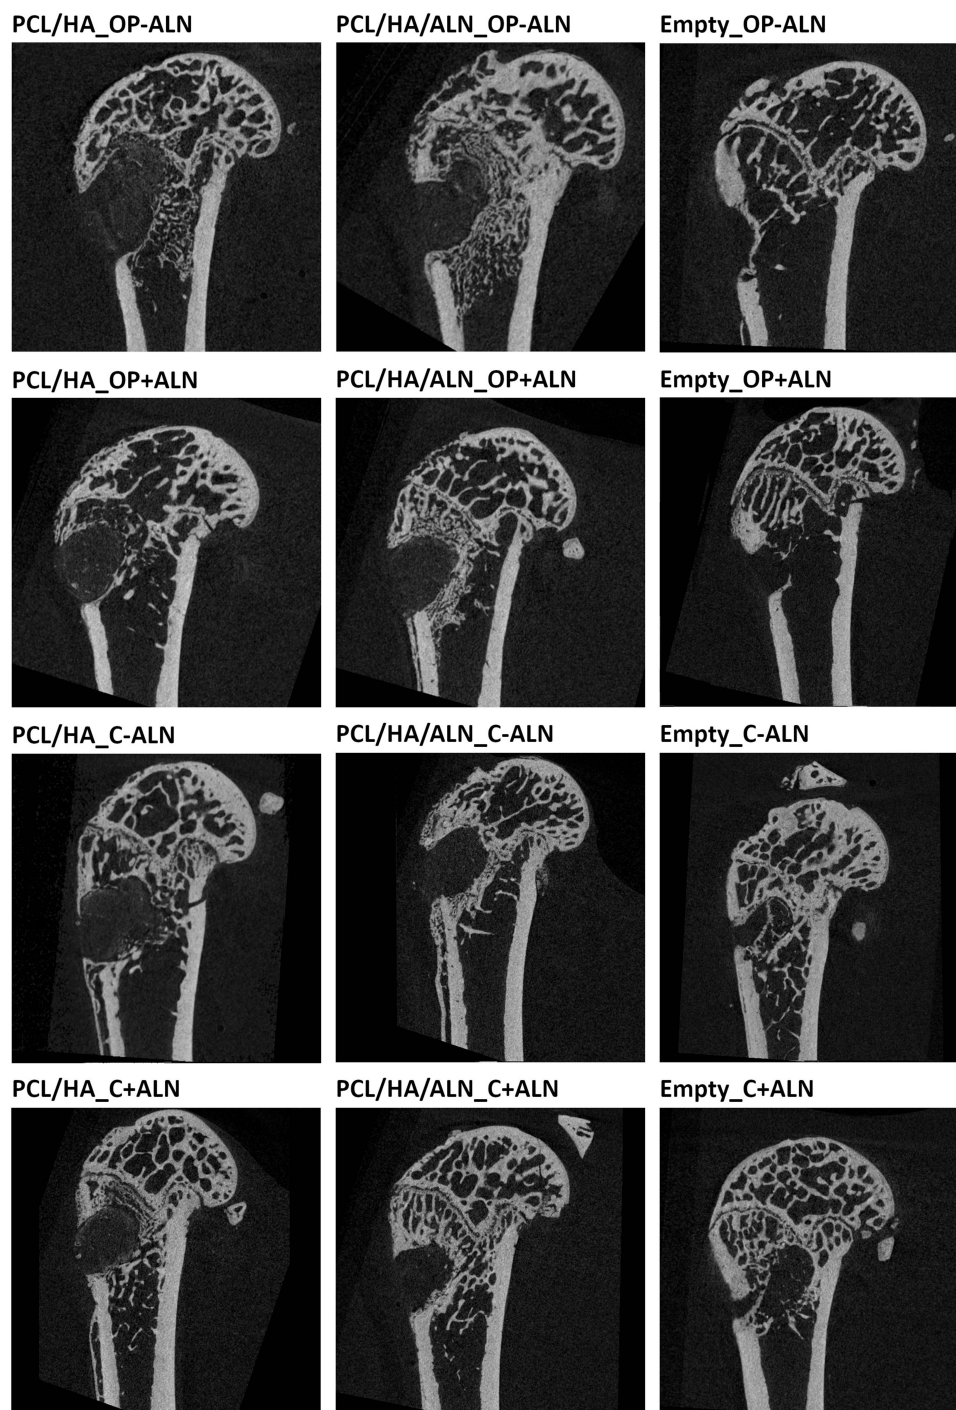 PCL/HA_OP-ALN PCL/HA/ALN_OP-ALN Empty_OP-ALN
PCL/HA_OP+ALN PCL/HA/ALN_OP+ALN Empty_OP+ALN
PCL/HA_C-ALN PCL/HA/ALN_C-ALN Empty_C-ALN
PCL/HA_C+ALN PCL/HA/ALN_C+ALN Empty_C+ALN